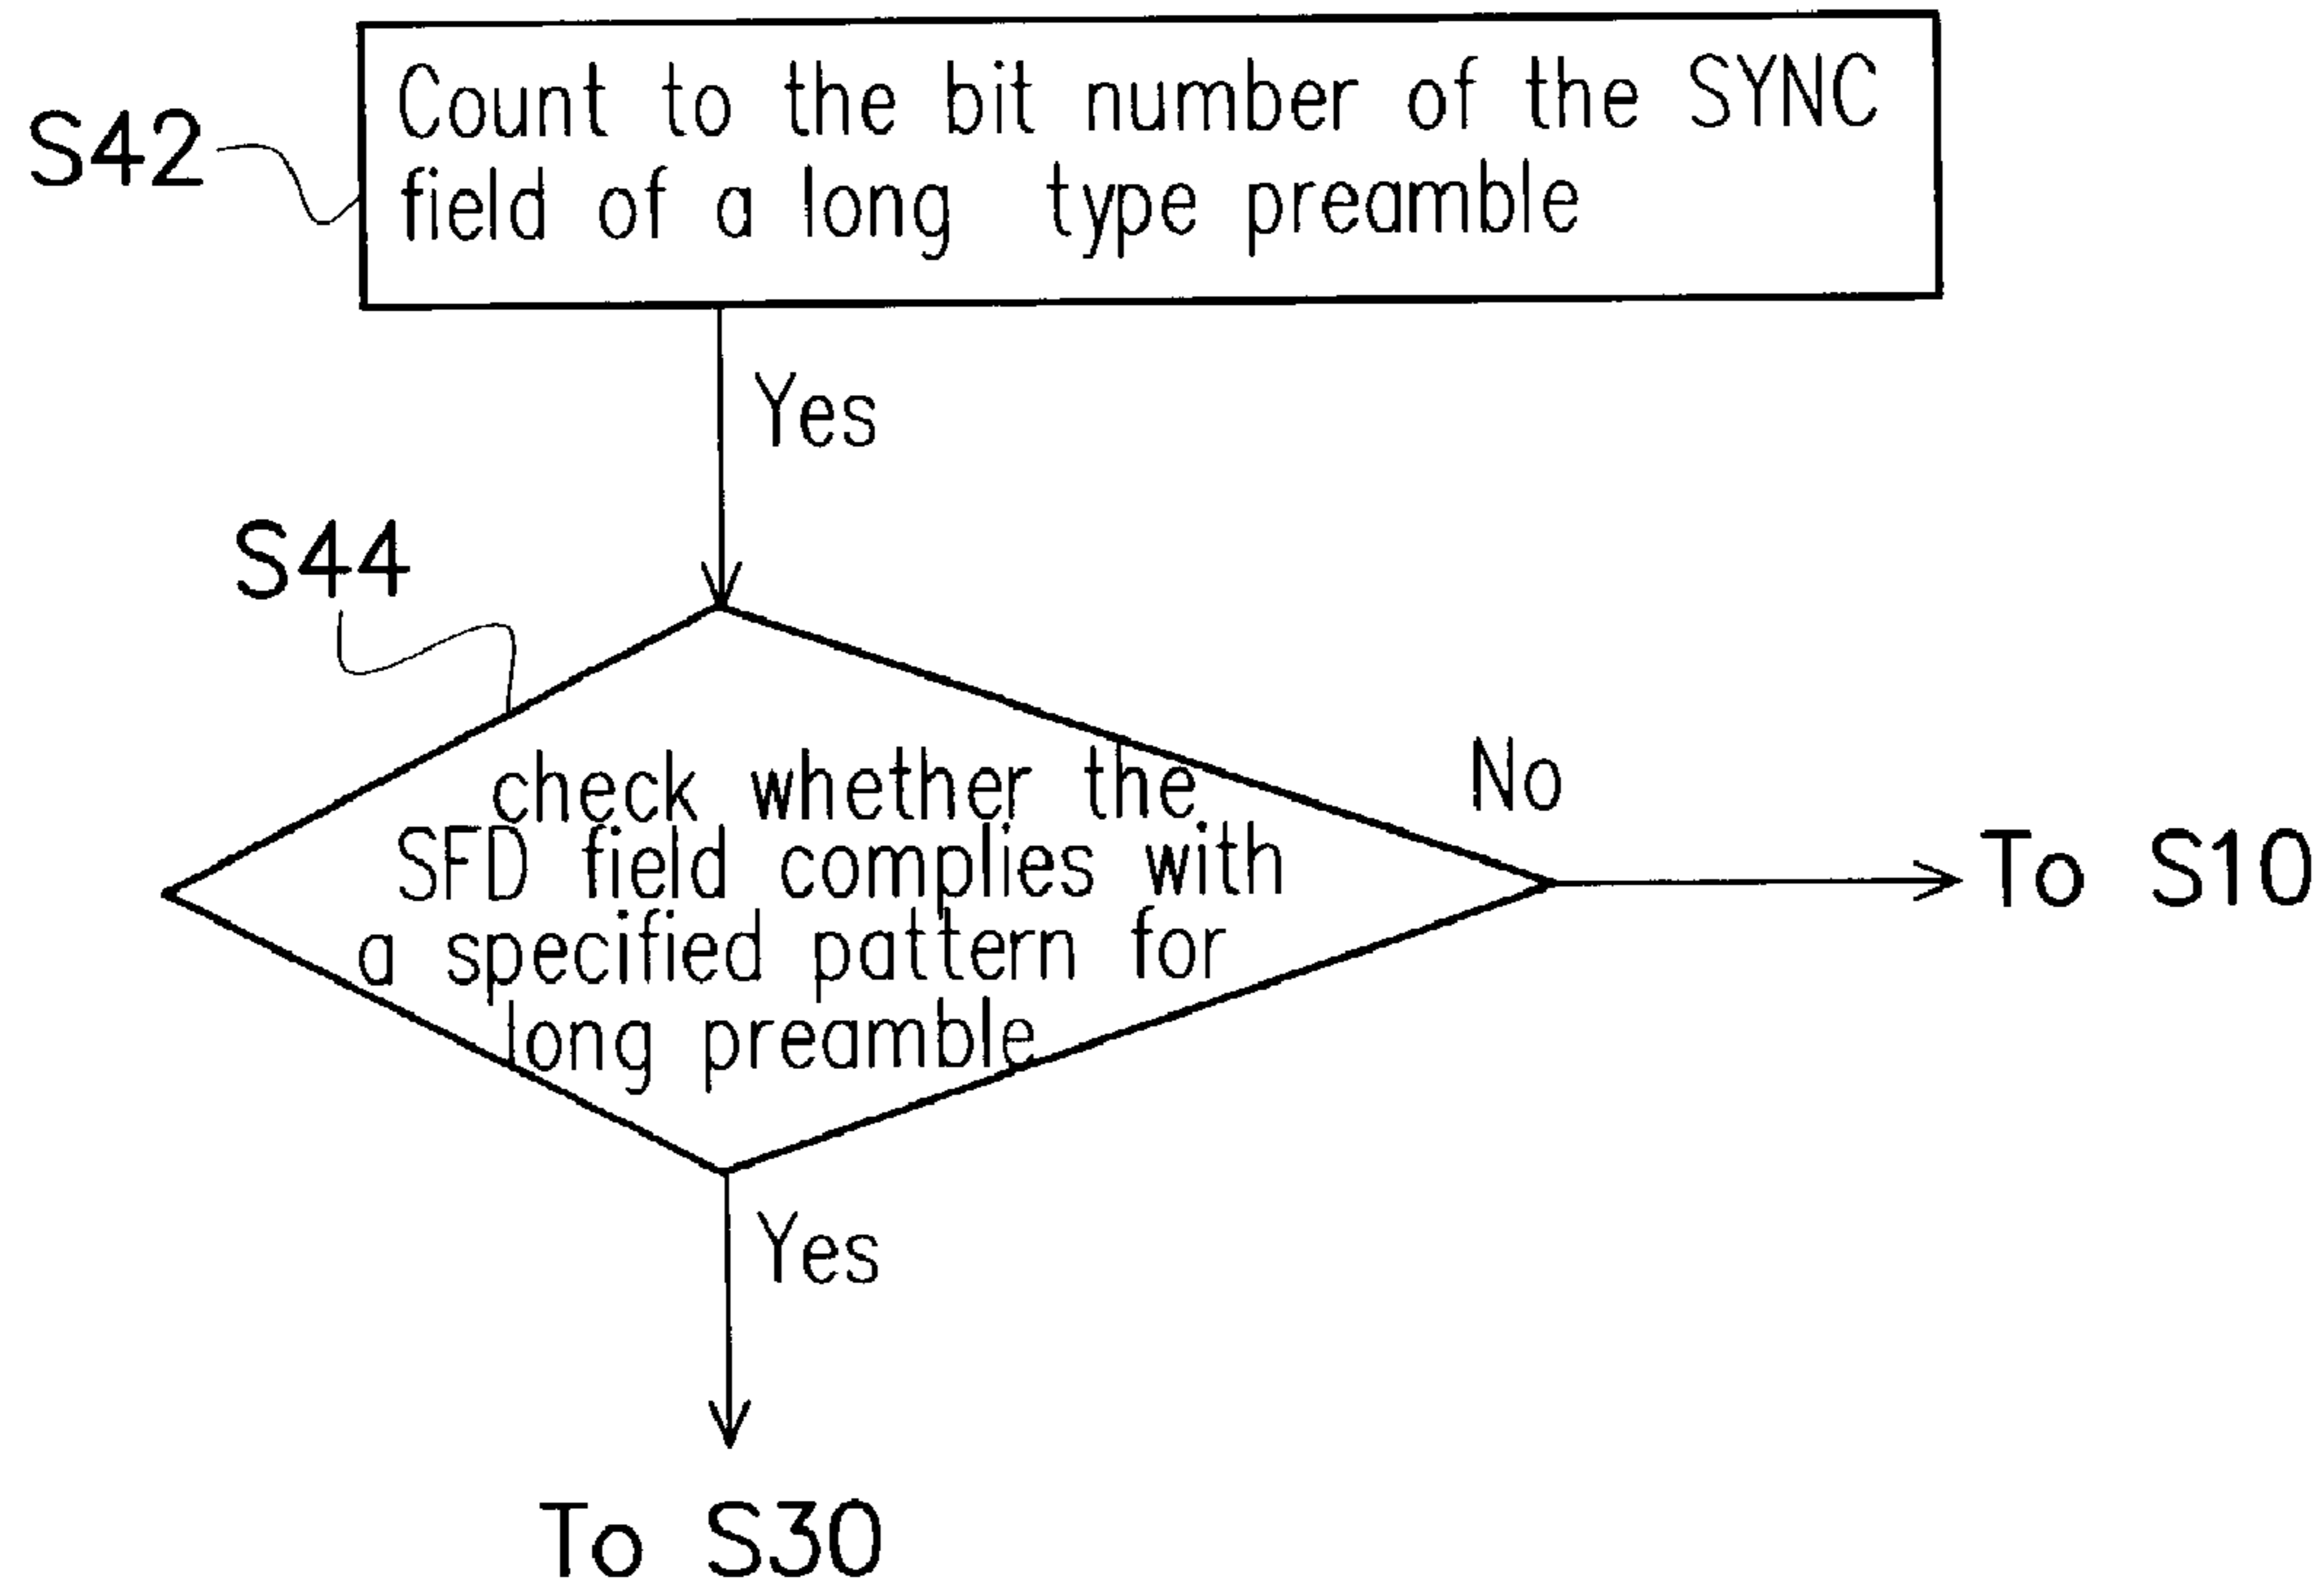 Count to the bit number of the SYNC
field of a long type preamble
S42
Yes
S44
check whether the
SFD field complies with
a specified pattern for
long preamble
No
To S10
Yes
To S30